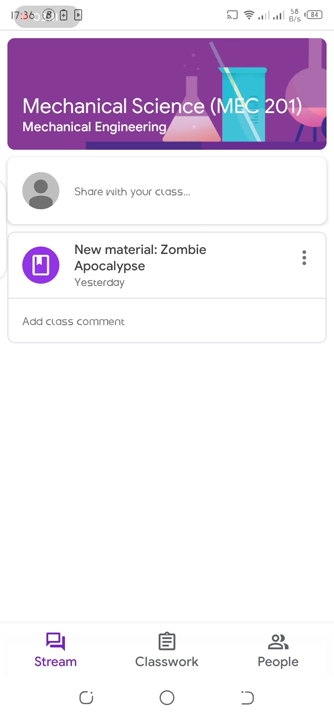 17:36
58
B/s
84
Mechanical Science (MEC 201)
Mechanical Engineering
Share with your class...
New material: Zombie
Apocalypse
Yesterday
Add class comment
Stream
Classwork
People